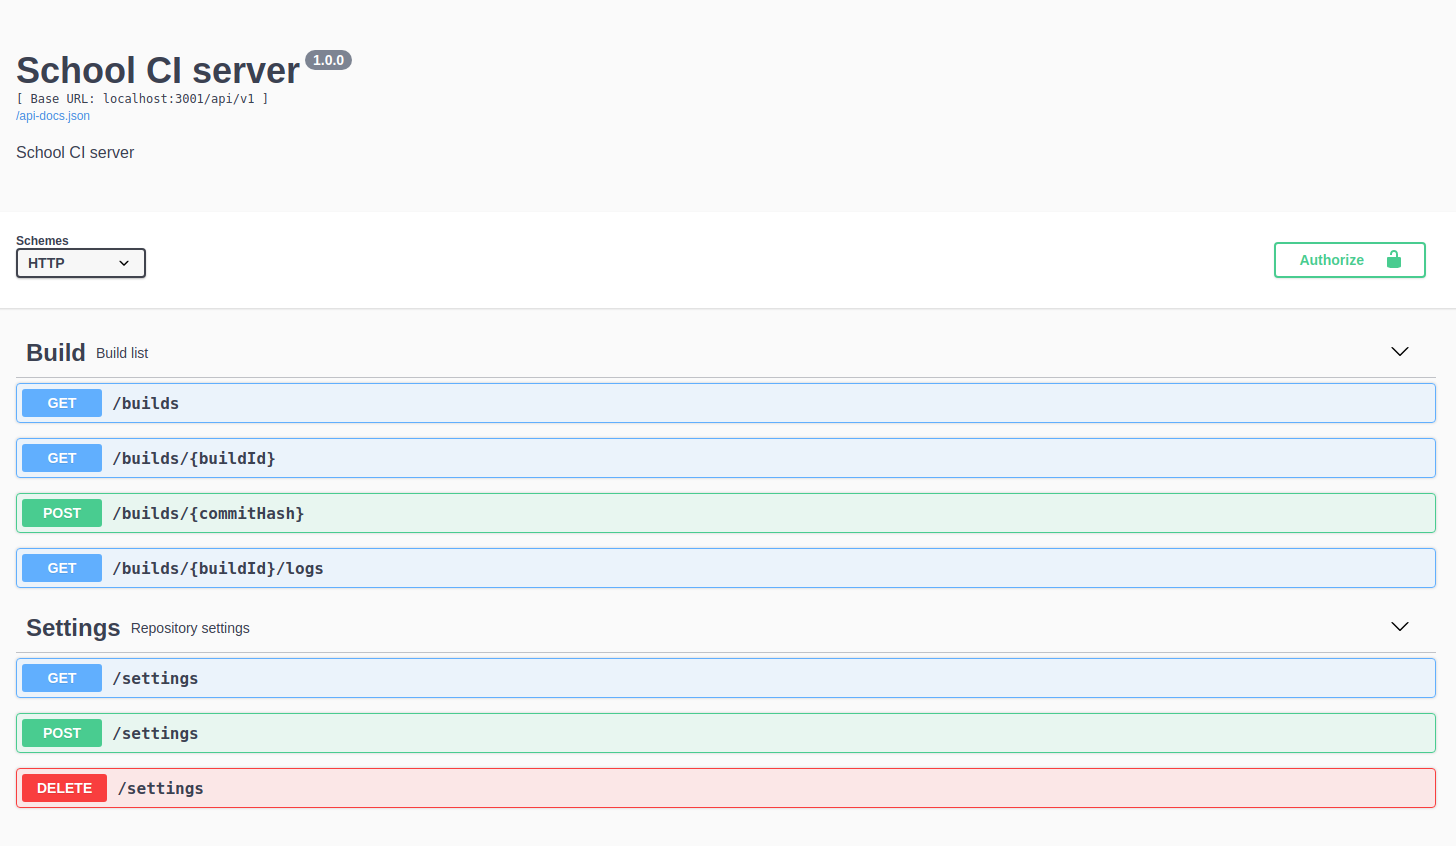 School CI server 1.0.0
[ Base URL: localhost:3001/api/v1 ]
/api-docs.json
School CI server
Schemes
HTTP
Authorize
Build Build list
GET /builds
GET /builds/{buildId}
POST /builds/{commitHash}
GET /builds/{buildId}/logs
Settings Repository settings
GET /settings
POST /settings
DELETE /settings